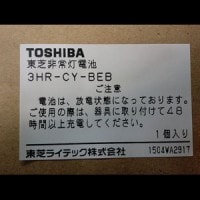 TOSHIBA
東芝非常灯電池
3HR-CY-BEB
ご注意
電池は、放電状態になっております。
ご使用の際は、器具に取り付けて48
時間以上充電してください。
1個入り
東芝ライテック株式会社
15G4WA2917